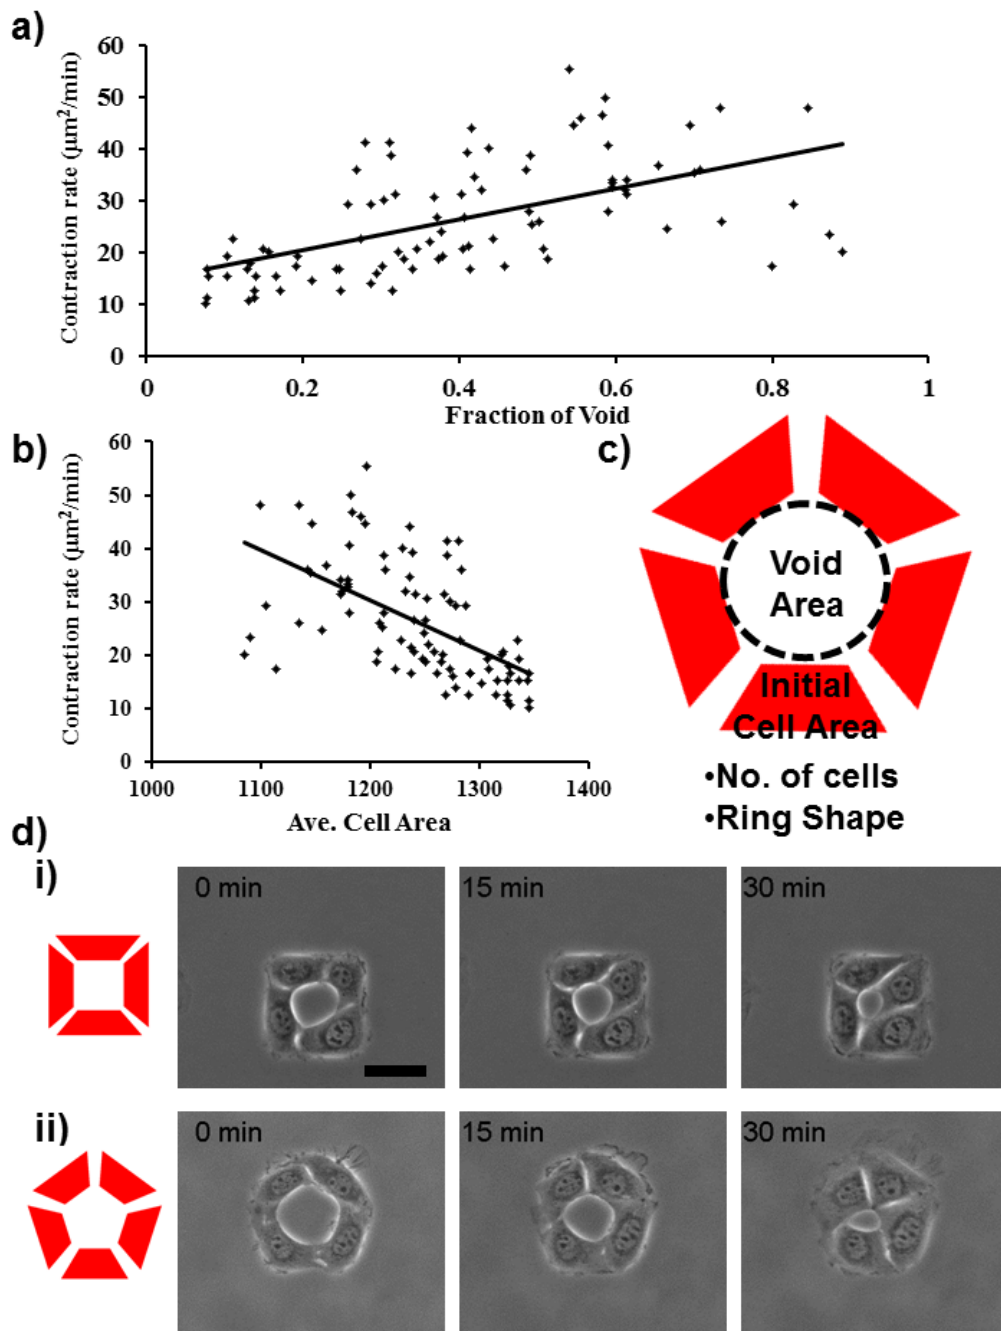 a)
Contraction rate (µm²/min)
60
50
40
30
20
10
0
0 0.2 0.4 0.6 0.8 1
Fraction of Void
b)
Contraction rate (µm²/min)
60
50
40
30
20
10
0
1000 1100 1200 1300 1400
Ave. Cell Area
c)
Void
Area
Initial
Cell Area
•No. of cells
•Ring Shape
d)
i)
0 min
15 min
30 min
ii)
0 min
15 min
30 min